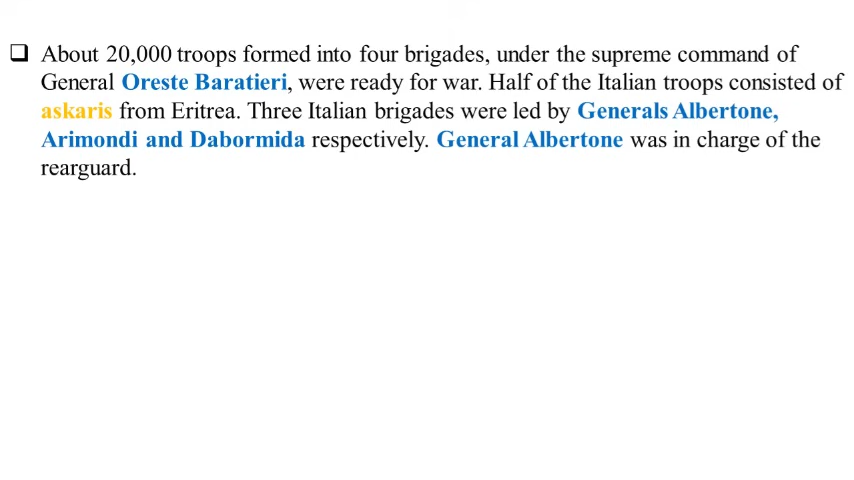 ❑ About 20,000 troops formed into four brigades, under the supreme command of
General Oreste Baratieri, were ready for war. Half of the Italian troops consisted of
askaris from Eritrea. Three Italian brigades were led by Generals Albertone,
Arimondi and Dabormida respectively. General Albertone was in charge of the
rearguard.